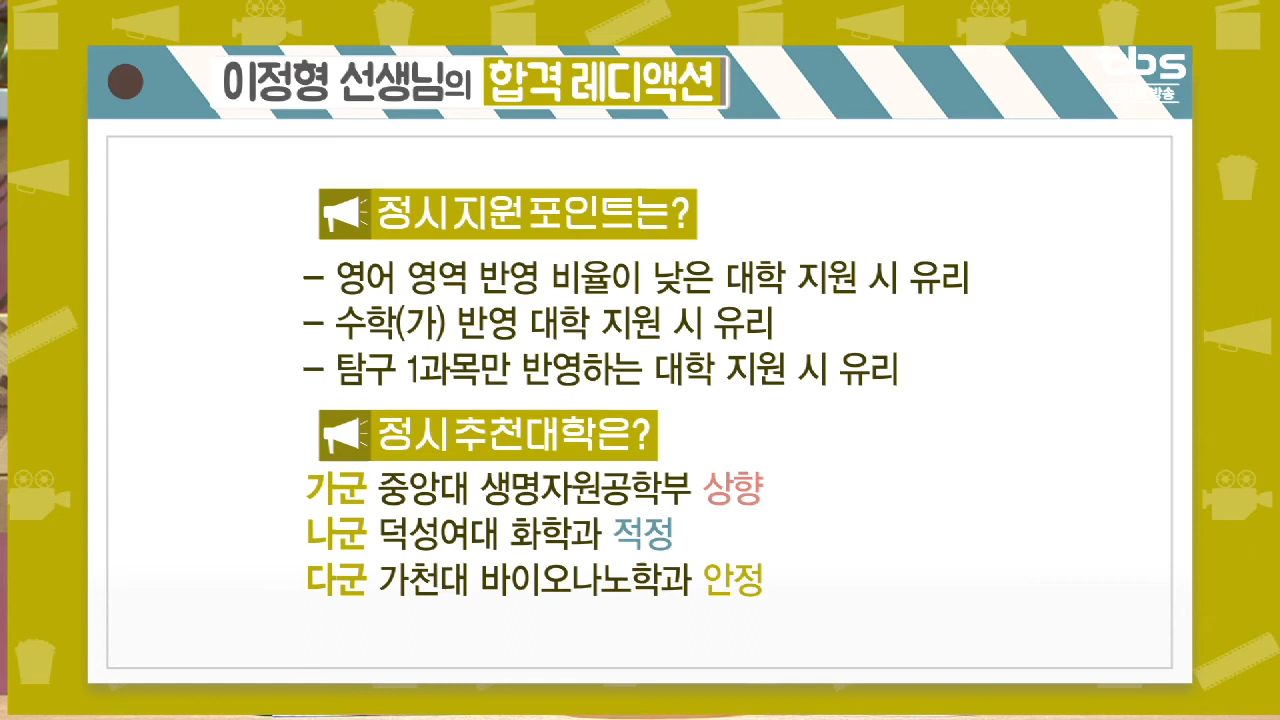 이정형 선생님의 합격 레디액션
tbs
정시 지원 포인트는?
– 영어 영역 반영 비율이 낮은 대학 지원 시 유리
– 수학(가) 반영 대학 지원 시 유리
– 탐구 1과목만 반영하는 대학 지원 시 유리
정시 추천대학은?
가군 중앙대 생명자원공학부 상향
나군 덕성여대 화학과 적정
다군 가천대 바이오나노학과 안정